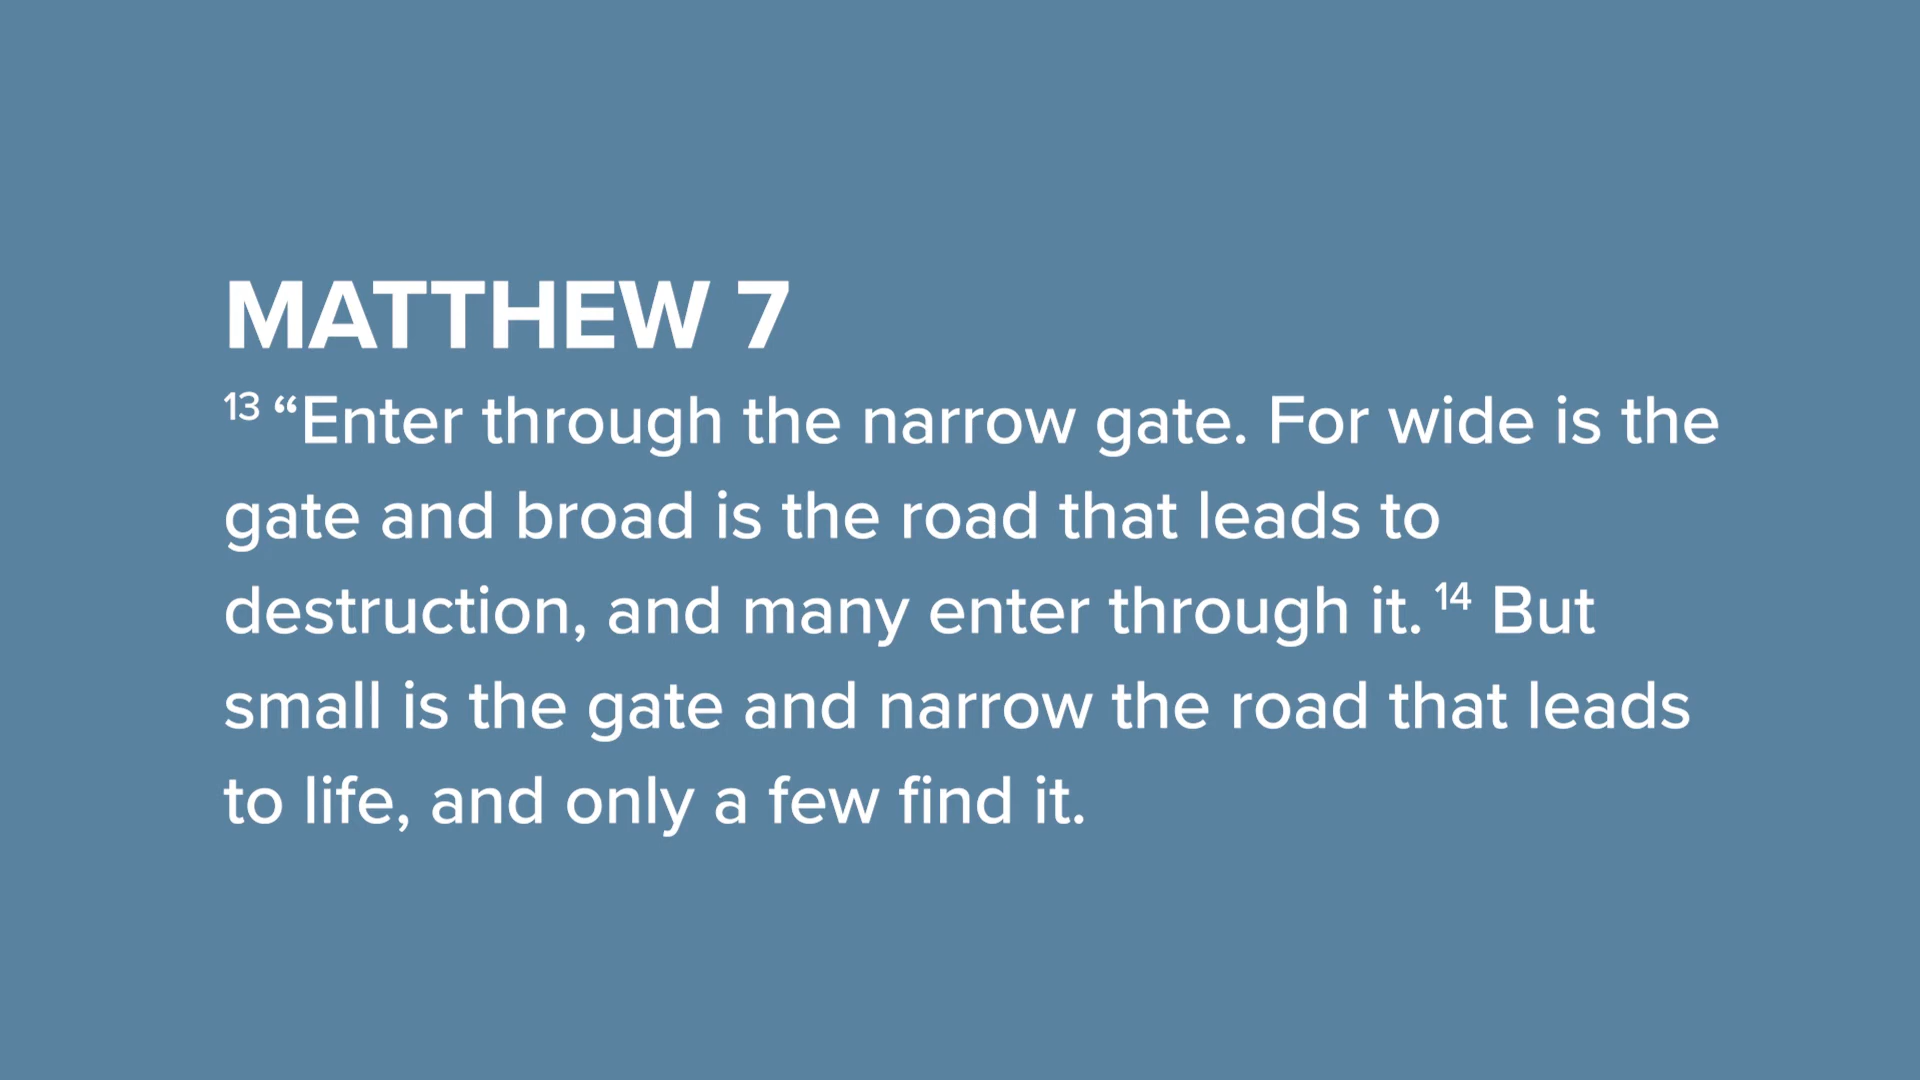 MATTHEW 7
¹³ “Enter through the narrow gate. For wide is the
gate and broad is the road that leads to
destruction, and many enter through it. ¹⁴ But
small is the gate and narrow the road that leads
to life, and only a few find it.